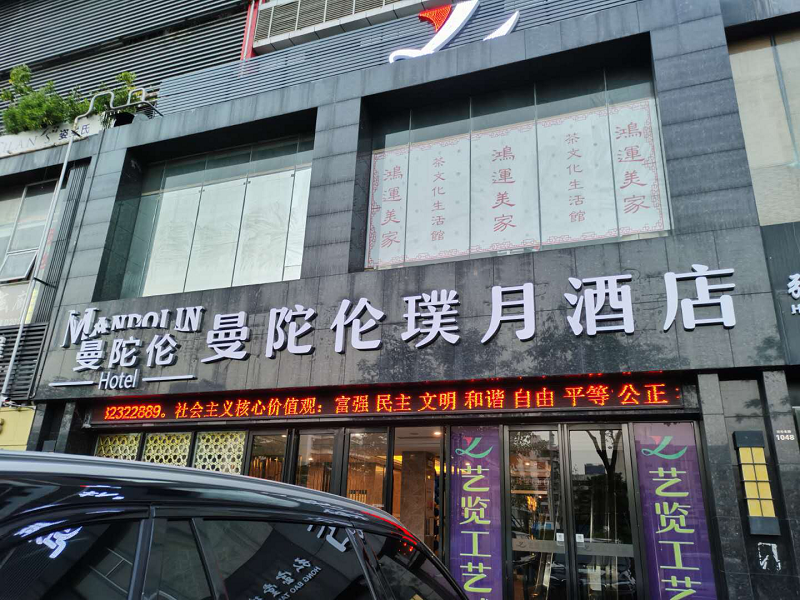 鴻運美家
茶文化生活館
鴻運美家
茶文化生活館
鴻運美家
MANDOLIN
曼陀伦
Hotel
曼陀伦璞月酒店
32322889。社会主义核心价值观：富强 民主 文明 和谐 自由 平等 公正
艺览工艺
艺览工艺
1048